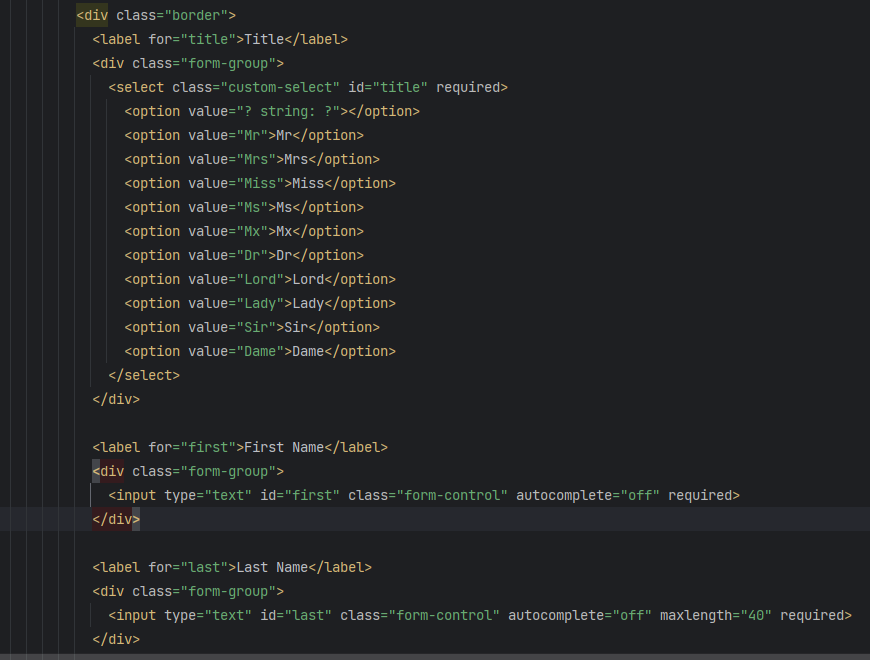 <div class="border">
<label for="title">Title</label>
<div class="form-group">
<select class="custom-select" id="title" required>
<option value="? string: ?"></option>
<option value="Mr">Mr</option>
<option value="Mrs">Mrs</option>
<option value="Miss">Miss</option>
<option value="Ms">Ms</option>
<option value="Mx">Mx</option>
<option value="Dr">Dr</option>
<option value="Lord">Lord</option>
<option value="Lady">Lady</option>
<option value="Sir">Sir</option>
<option value="Dame">Dame</option>
</select>
</div>
<label for="first">First Name</label>
<div class="form-group">
<input type="text" id="first" class="form-control" autocomplete="off" required>
</div>
<label for="last">Last Name</label>
<div class="form-group">
<input type="text" id="last" class="form-control" autocomplete="off" maxlength="40" required>
</div>